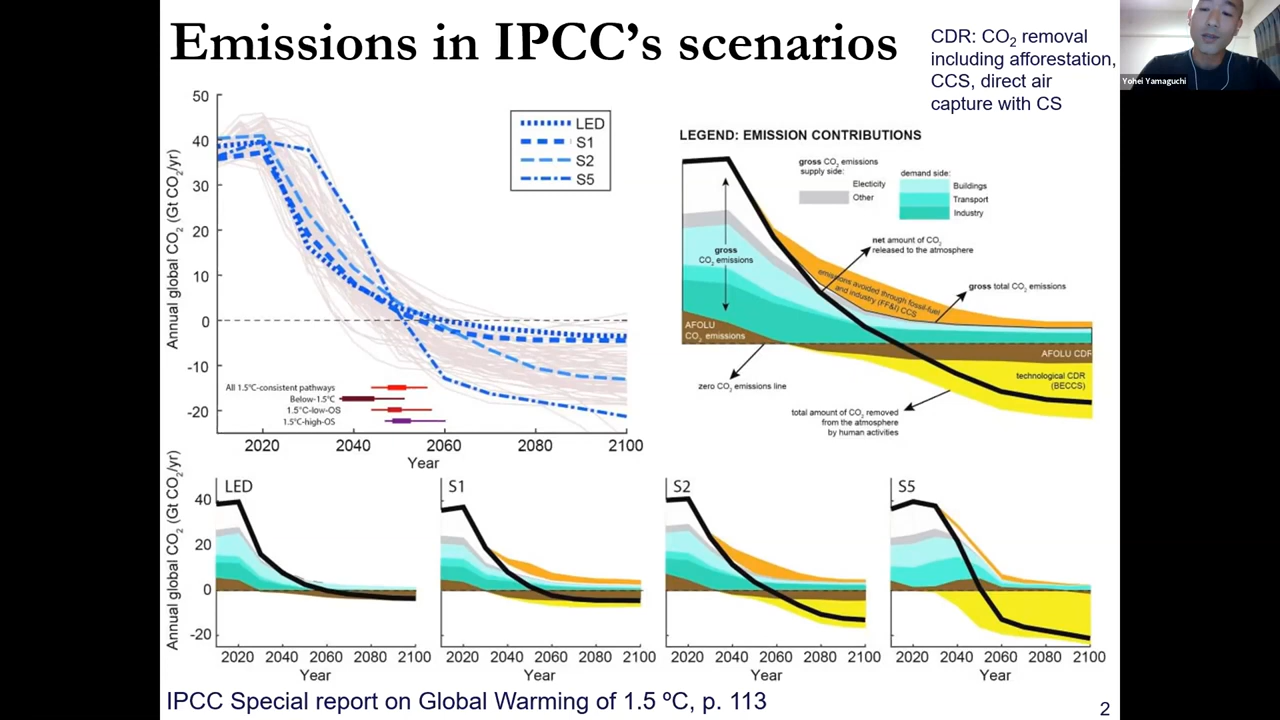 Emissions in IPCC's scenarios
CDR: CO2 removal
including afforestation,
CCS, direct air
capture with CS
Yohei Yamaguchi
Annual global CO2 (Gt CO2/yr)
50
40
30
20
10
0
-10
-20
LED
S1
S2
S5
All 1.5°C-consistent pathways
Below-1.5°C
1.5°C-low-OS
1.5°C-high-OS
2020
2040
2060
2080
2100
Year
LEGEND: EMISSION CONTRIBUTIONS
gross CO2 emissions
supply side:
Electicity
Other
demand side:
Buildings
Transport
Industry
gross
CO2 emissions
net amount of CO2
released to the atmosphere
emissions avoided through fossil-fuel
and industry (FF&I) CCS
gross total CO2 emissions
AFOLU
CO2 emissions
AFOLU CDR
technological CDR
(BECCS)
zero CO2 emissions line
total amount of CO2 removed
from the atmosphere
by human activities
Annual global CO2 (Gt CO2/yr)
40
20
0
-20
LED
2020
2040
2060
2080
2100
Year
S1
2020
2040
2060
2080
2100
Year
S2
2020
2040
2060
2080
2100
Year
S5
2020
2040
2060
2080
2100
Year
IPCC Special report on Global Warming of 1.5 ºC, p. 113
2